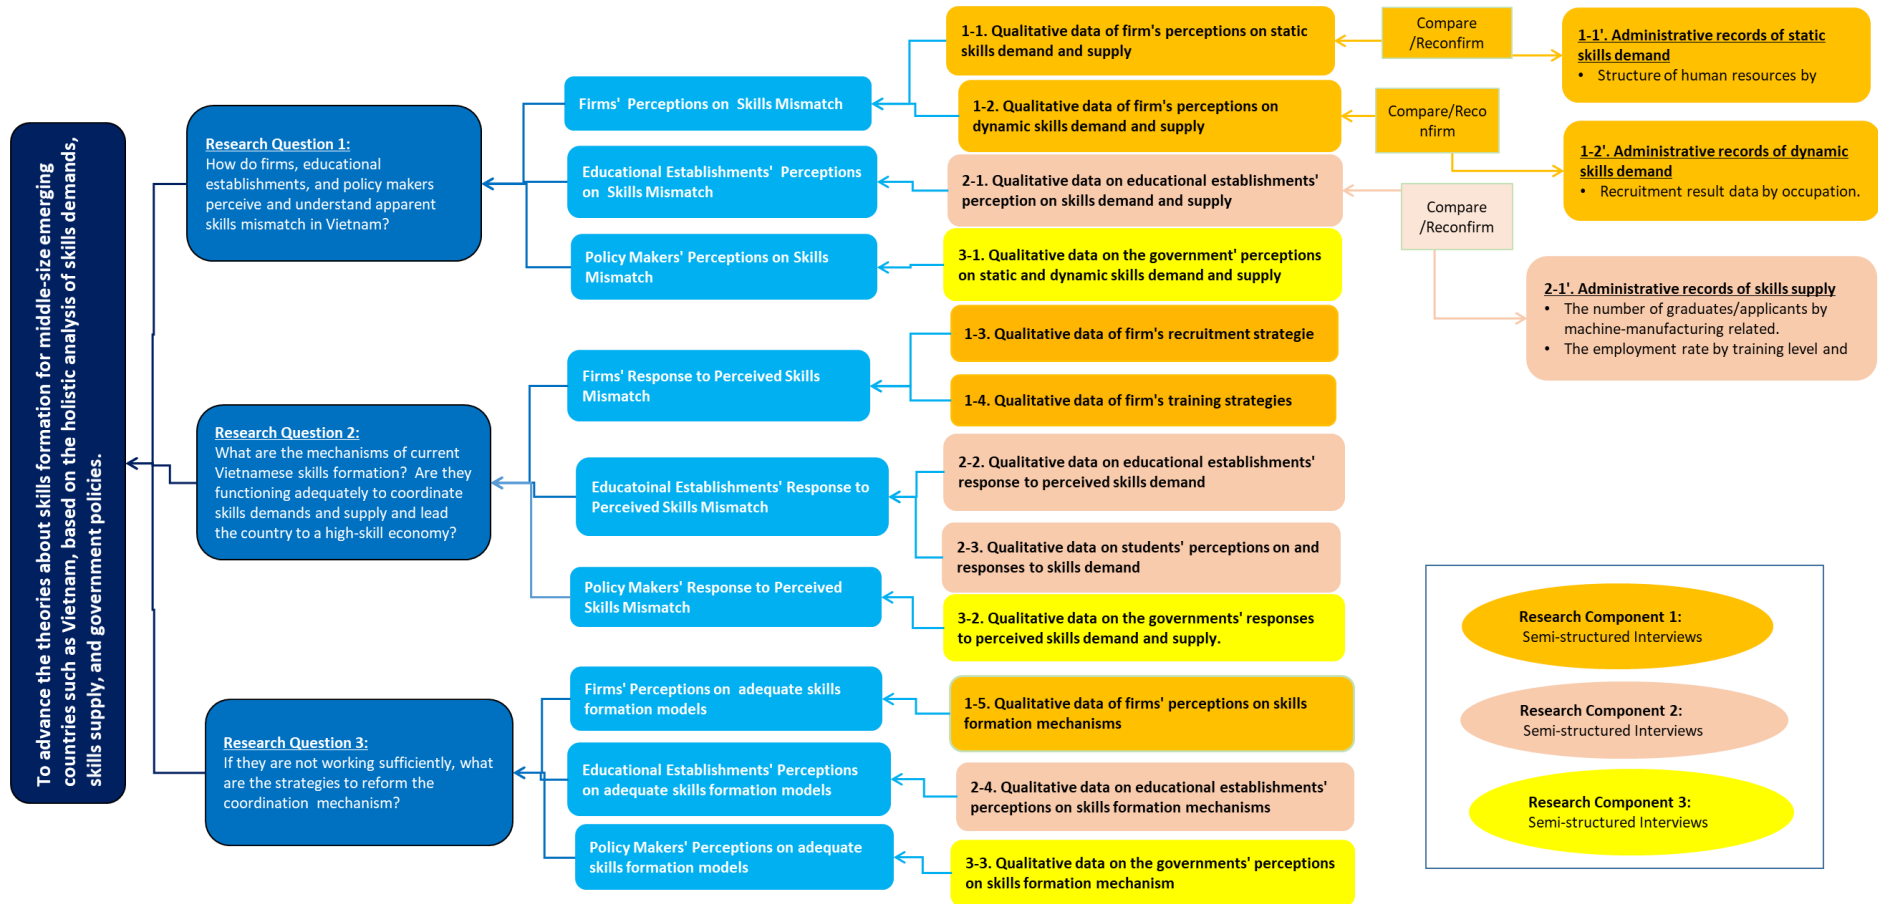 To advance the theories about skills formation for middle-size emerging
countries such as Vietnam, based on the holistic analysis of skills demands,
skills supply, and government policies.
Research Question 1:
How do firms, educational
establishments, and policy makers
perceive and understand apparent
skills mismatch in Vietnam?
Research Question 2:
What are the mechanisms of current
Vietnamese skills formation? Are they
functioning adequately to coordinate
skills demands and supply and lead
the country to a high-skill economy?
Research Question 3:
If they are not working sufficiently, what
are the strategies to reform the
coordination mechanism?
Firms' Perceptions on Skills Mismatch
Educational Establishments' Perceptions
on Skills Mismatch
Policy Makers' Perceptions on Skills
Mismatch
Firms' Response to Perceived Skills
Mismatch
Educatoinal Establishments' Response to
Perceived Skills Mismatch
Policy Makers' Response to Perceived
Skills Mismatch
Firms' Perceptions on adequate skills
formation models
Educational Establishments' Perceptions
on adequate skills formation models
Policy Makers' Perceptions on adequate
skills formation models
1-1. Qualitative data of firm's perceptions on static
skills demand and supply
1-2. Qualitative data of firm's perceptions on
dynamic skills demand and supply
2-1. Qualitative data on educational establishments'
perception on skills demand and supply
3-1. Qualitative data on the government' perceptions
on static and dynamic skills demand and supply
1-3. Qualitative data of firm's recruitment strategie
1-4. Qualitative data of firm's training strategies
2-2. Qualitative data on educational establishments'
response to perceived skills demand
2-3. Qualitative data on students' perceptions on and
responses to skills demand
3-2. Qualitative data on the governments' responses
to perceived skills demand and supply.
1-5. Qualitative data of firms' perceptions on skills
formation mechanisms
2-4. Qualitative data on educational establishments'
perceptions on skills formation mechanisms
3-3. Qualitative data on the governments' perceptions
on skills formation mechanism
Compare
/Reconfirm
Compare/Reco
nfirm
Compare
/Reconfirm
1-1'. Administrative records of static
skills demand
• Structure of human resources by
1-2'. Administrative records of dynamic
skills demand
• Recruitment result data by occupation.
2-1'. Administrative records of skills supply
• The number of graduates/applicants by
machine-manufacturing related.
• The employment rate by training level and
Research Component 1:
Semi-structured Interviews
Research Component 2:
Semi-structured Interviews
Research Component 3:
Semi-structured Interviews